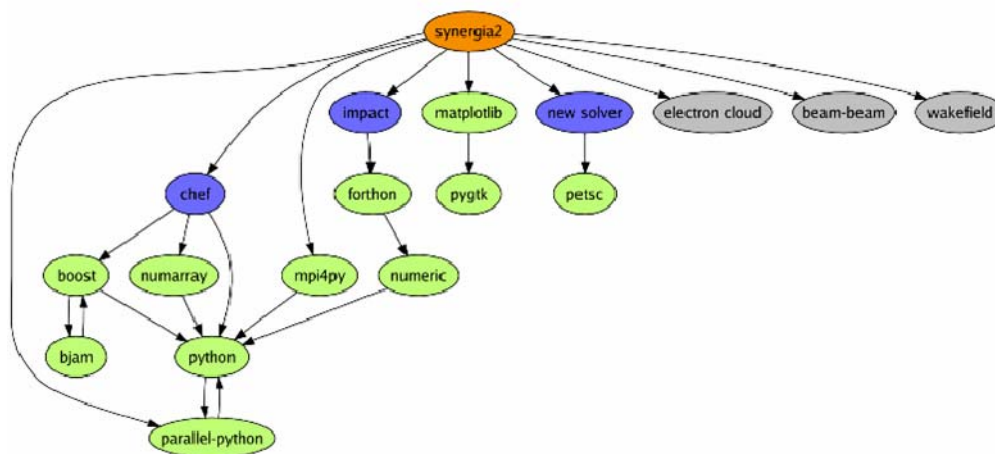 synergia2
impact
matplotlib
new solver
electron cloud
beam-beam
wakefield
chef
forthon
pygtk
petsc
boost
numarray
mpi4py
numeric
bjam
python
parallel-python